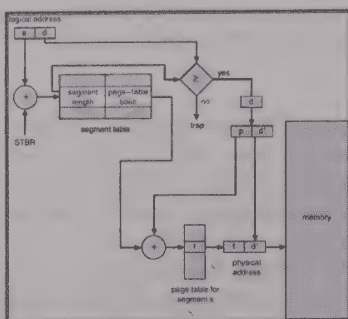 logical address
s d
≥ yes
no
trap
d
p d'
+
segment length
page-table base
STBR
segment table
memory
+
f
f d'
physical address
page table for segment s